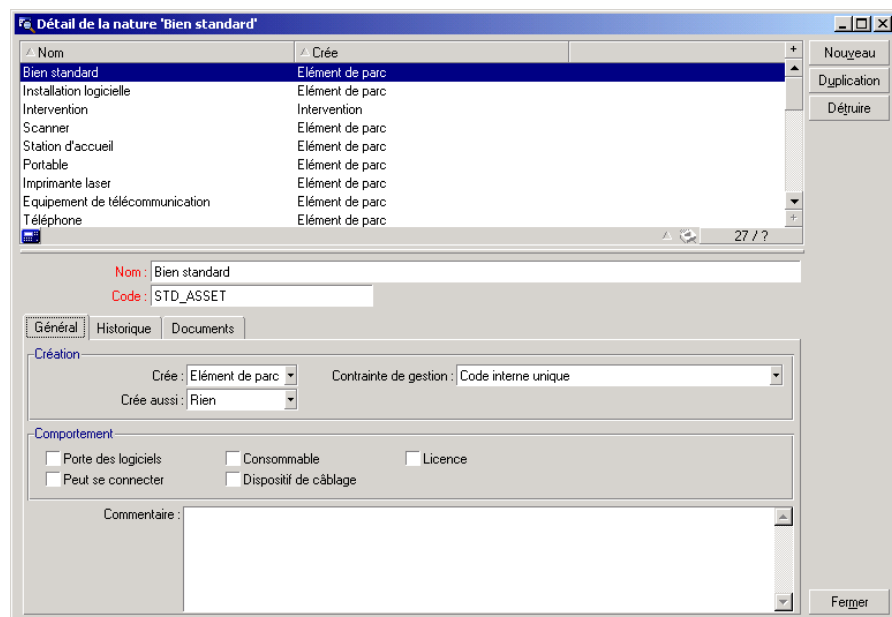 Détail de la nature 'Bien standard'
Nom Crée +
Nouveau
Bien standard Elément de parc
Duplication
Installation logicielle Elément de parc
Intervention Intervention
Détruire
Scanner Elément de parc
Station d'accueil Elément de parc
Portable Elément de parc
Imprimante laser Elément de parc
Equipement de télécommunication Elément de parc
Téléphone Elément de parc +
27 / ?
Nom : Bien standard
Code : STD_ASSET
Général Historique Documents
Création
Crée : Elément de parc Contrainte de gestion : Code interne unique
Crée aussi : Rien
Comportement
Porte des logiciels Consommable Licence
Peut se connecter Dispositif de câblage
Commentaire :
Fermer